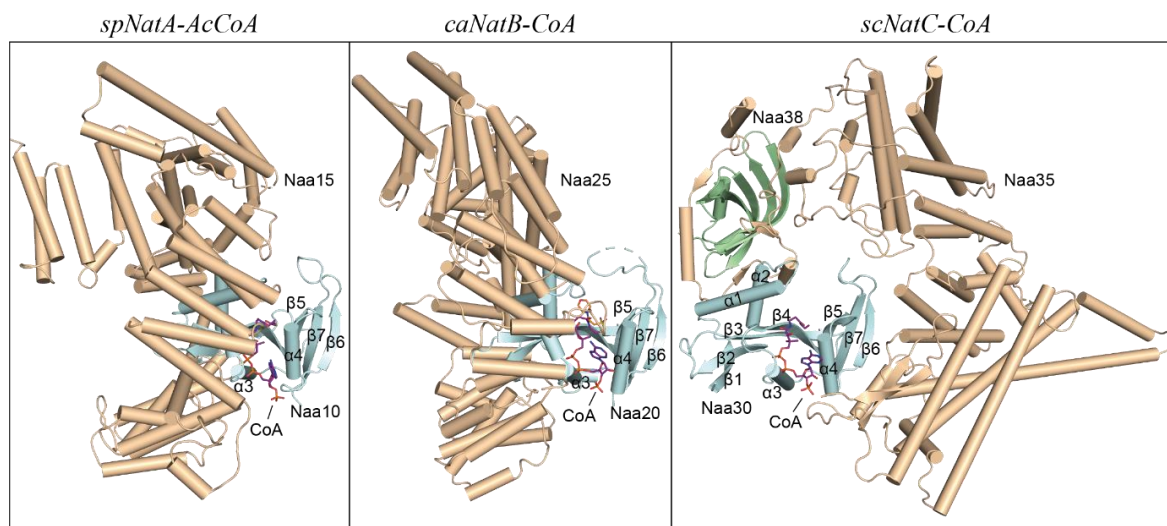 spNatA-AcCoA
Naa15
β5
β7
β6
α4
α3
Naa10
CoA
caNatB-CoA
Naa25
β5
β7
β6
α4
α3
CoA
Naa20
scNatC-CoA
Naa38
Naa35
α2
α1
β5
β3
β4
β7
β6
β2
α4
β1
α3
Naa30
CoA